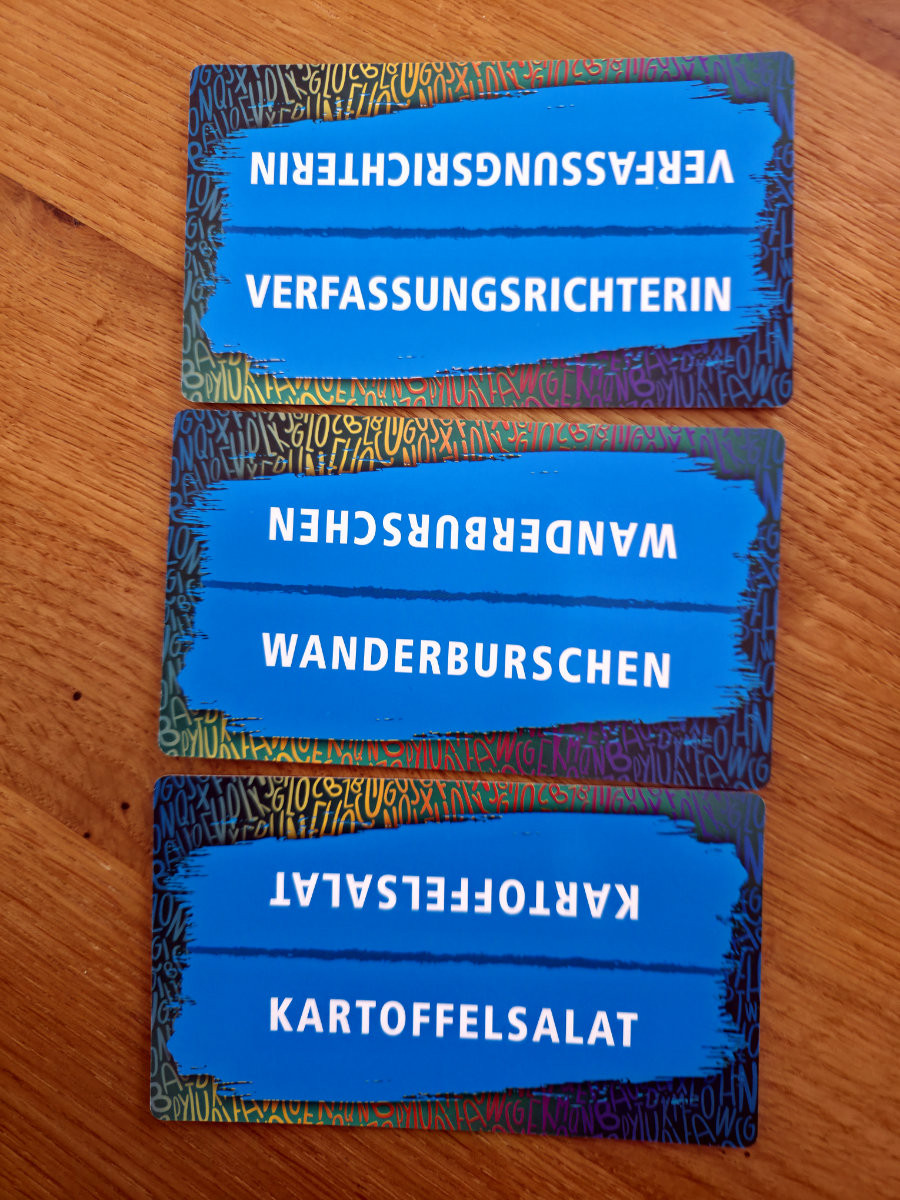 VERFASSUNGSRICHTERIN
VERFASSUNGSRICHTERIN
WANDERBURSCHEN
WANDERBURSCHEN
KARTOFFELSALAT
KARTOFFELSALAT